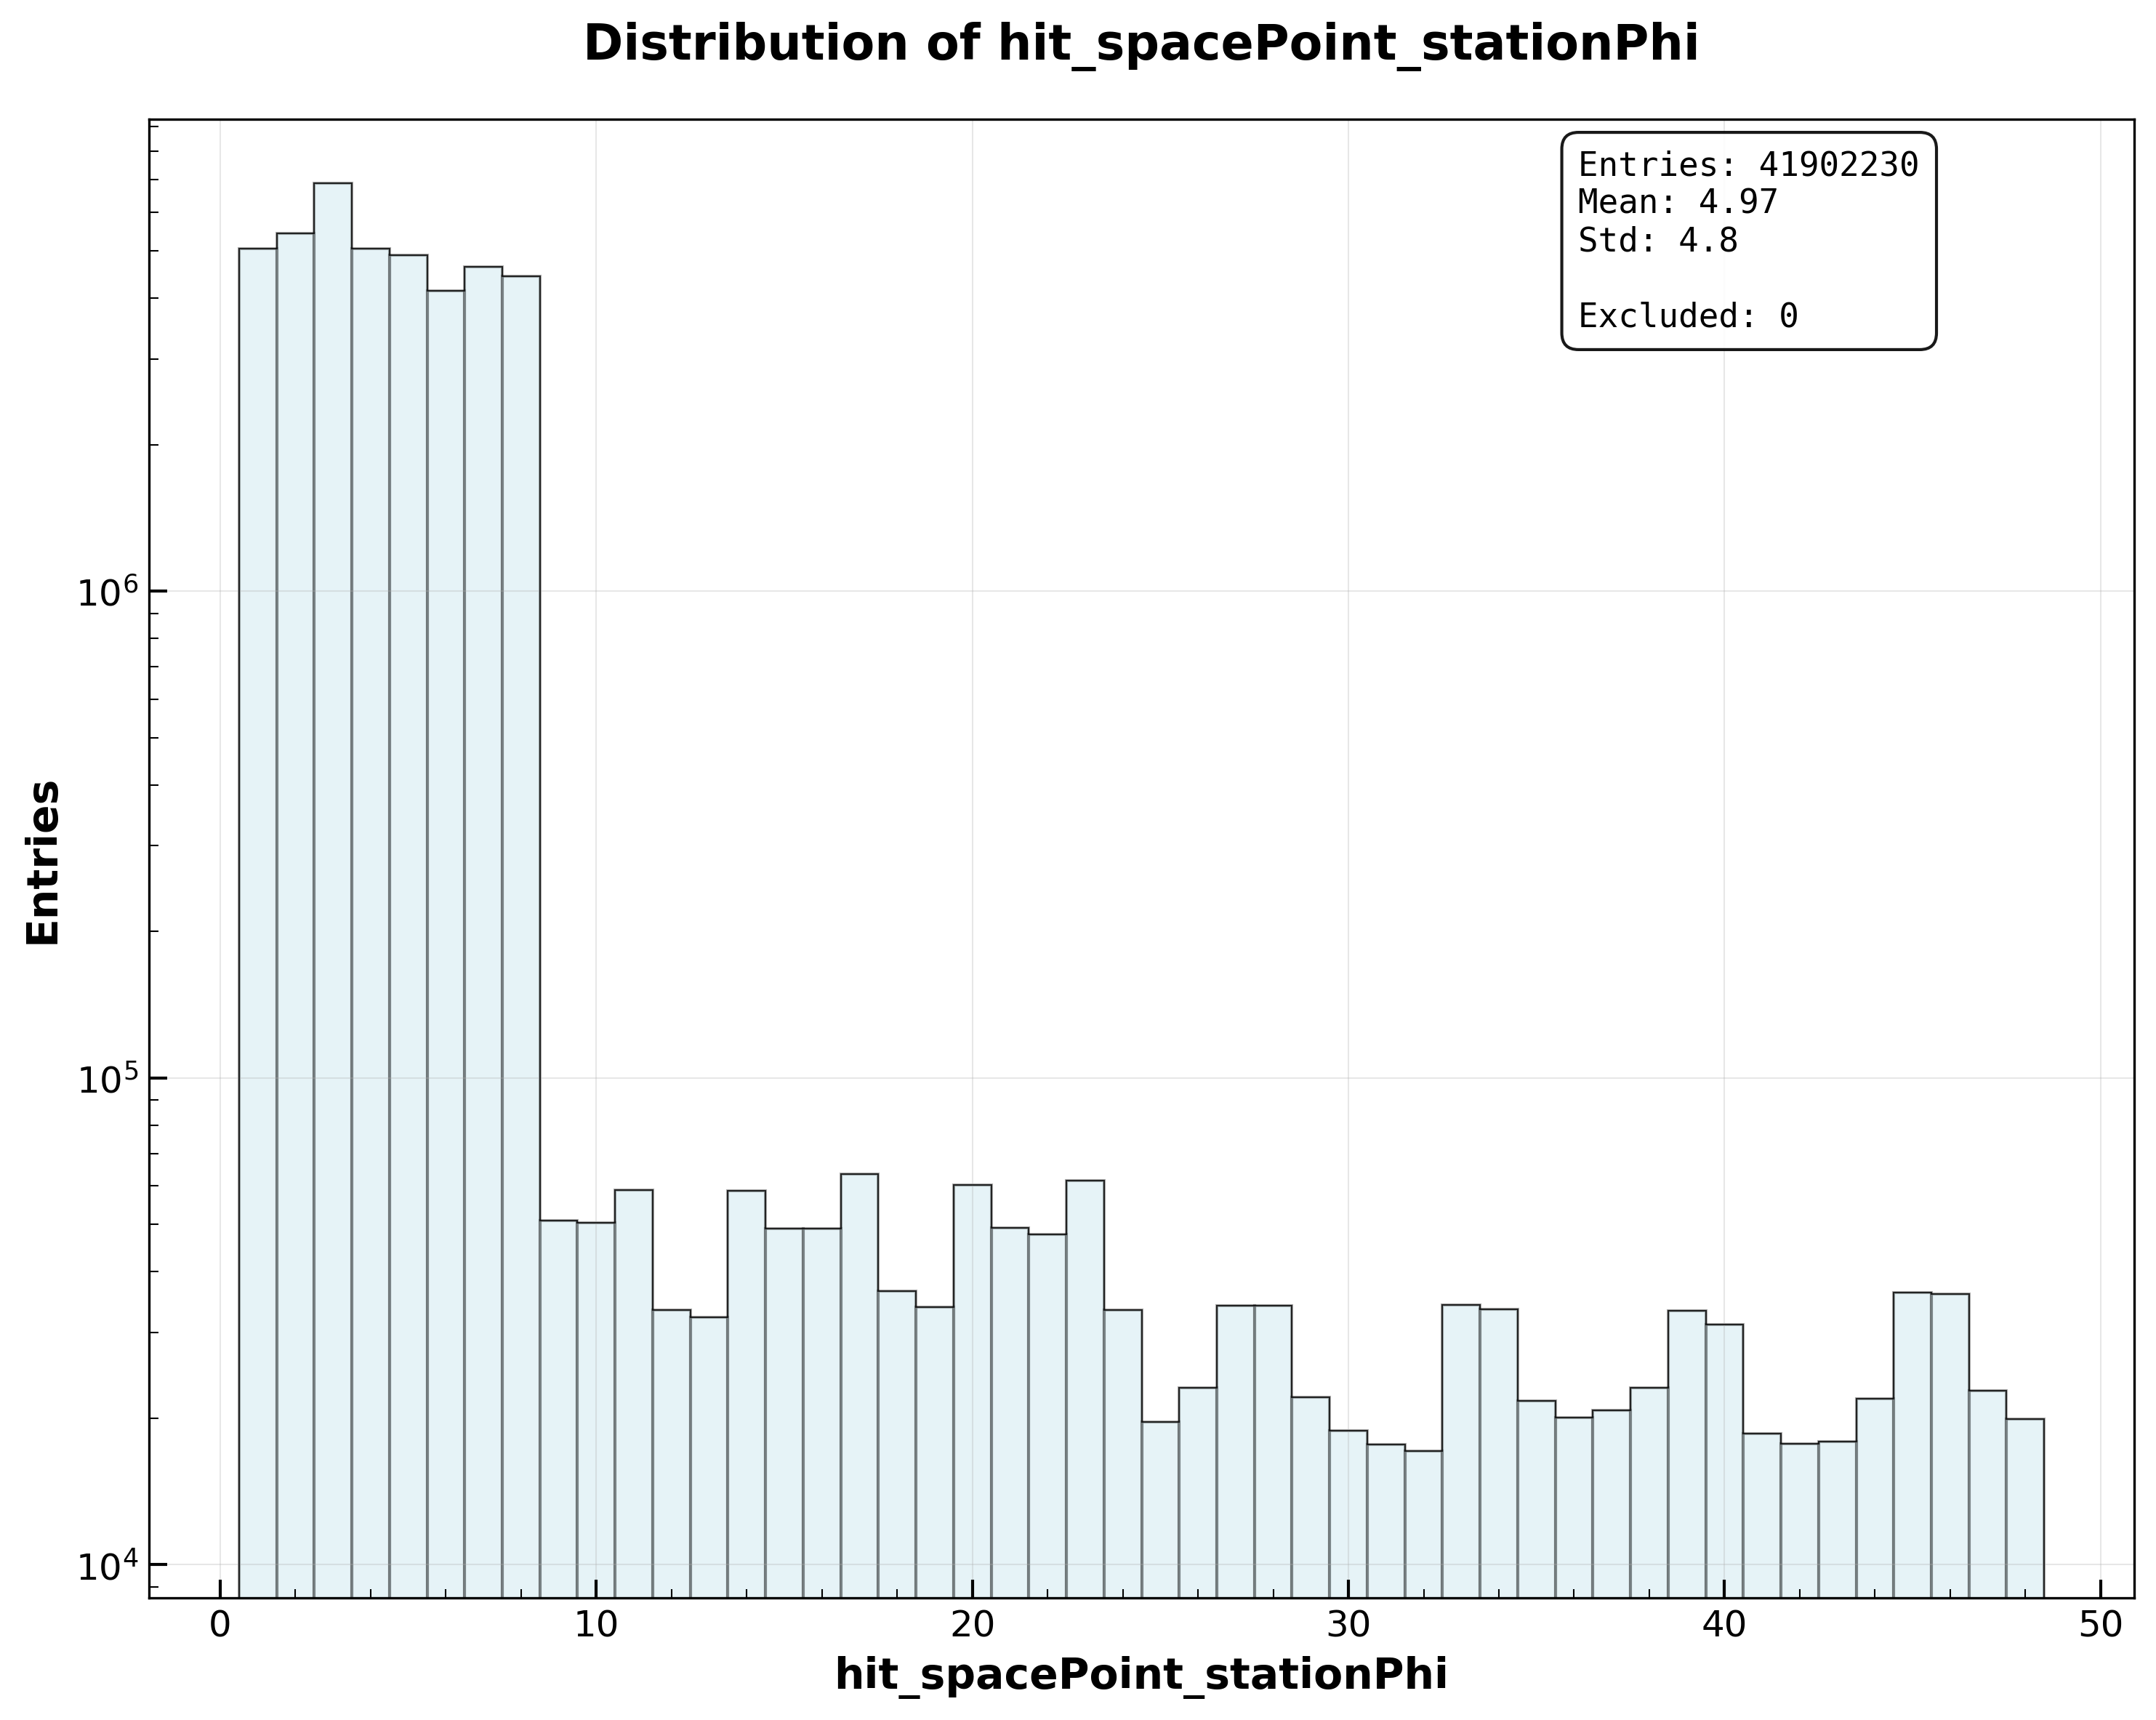 Distribution of hit_spacePoint_stationPhi
Entries: 41902230
Mean: 4.97
Std: 4.8
Excluded: 0
Entries
10^6
10^5
10^4
0 10 20 30 40 50
hit_spacePoint_stationPhi